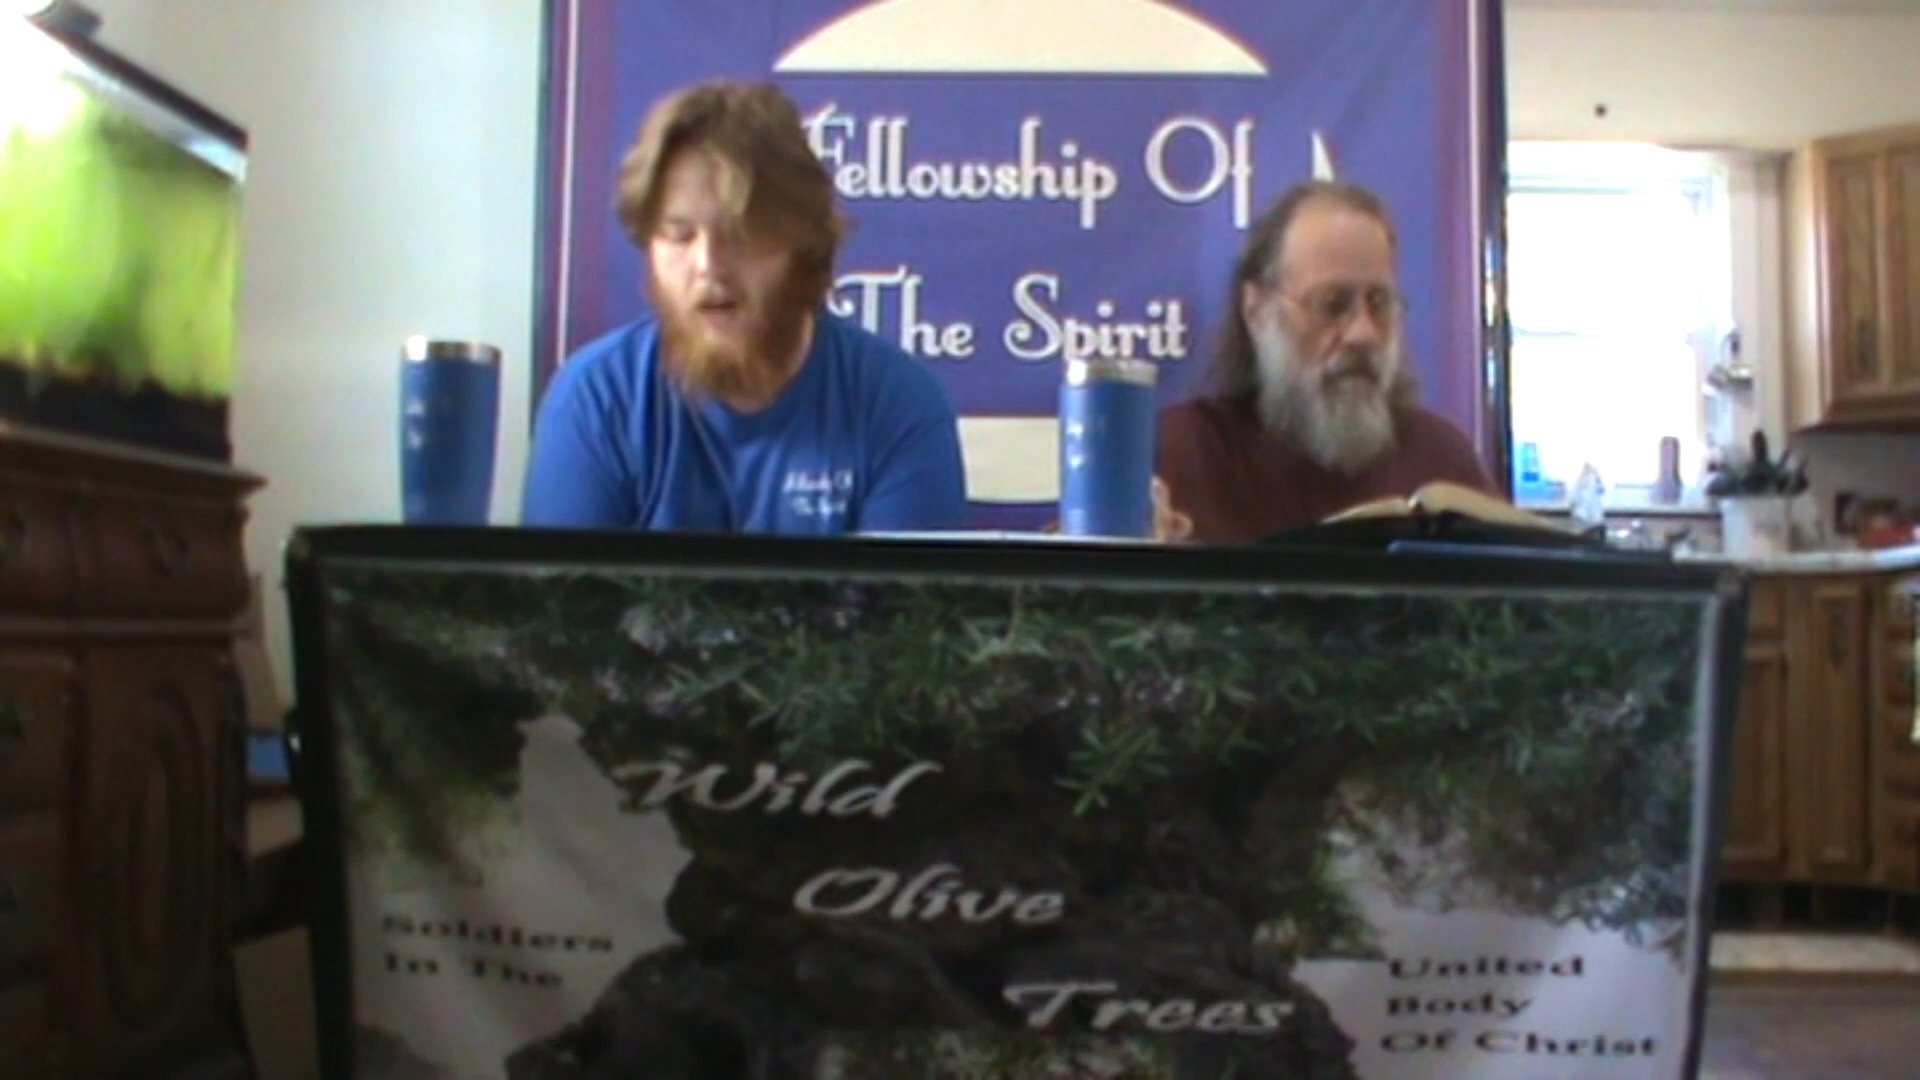 Fellowship Of
The Spirit
Wild
Olive
Trees
Soldiers
In The
United
Body
Of Christ